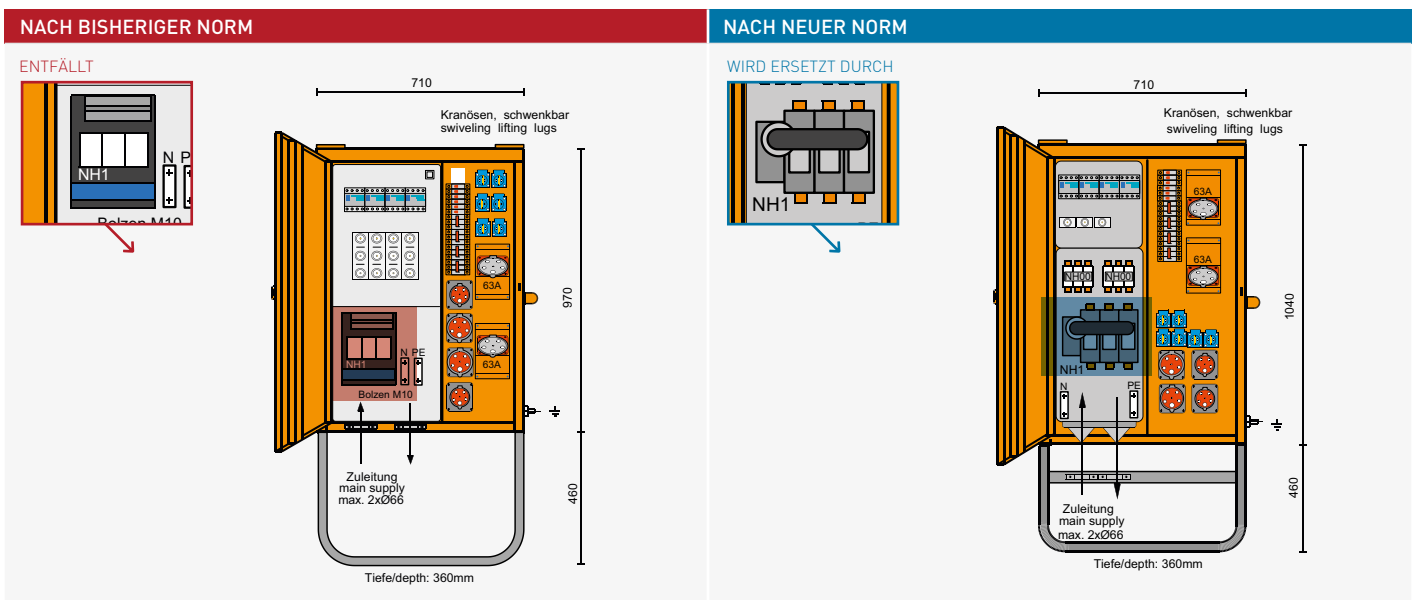 NACH BISHERIGER NORM
ENTFÄLLT
NH1
N P
Bolzen M10
710
Kranösen, schwenkbar
swiveling lifting lugs
63A
63A
NH1
N PE
Bolzen M10
970
460
Zuleitung
main supply
max. 2xØ66
Tiefe/depth: 360mm
NACH NEUER NORM
WIRD ERSETZT DURCH
NH1
710
Kranösen, schwenkbar
swiveling lifting lugs
63A
63A
NH00
NH00
NH1
N
PE
1040
460
Zuleitung
main supply
max. 2xØ66
Tiefe/depth: 360mm